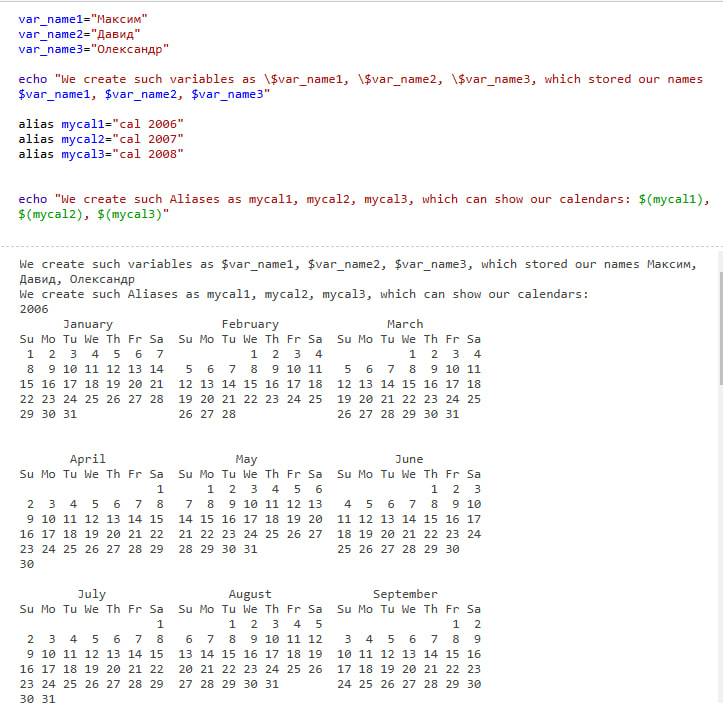 var_name1="Максим"
var_name2="Давид"
var_name3="Олександр"
echo "We create such variables as \$var_name1, \$var_name2, \$var_name3, which stored our names
$var_name1, $var_name2, $var_name3"
alias mycal1="cal 2006"
alias mycal2="cal 2007"
alias mycal3="cal 2008"
echo "We create such Aliases as mycal1, mycal2, mycal3, which can show our calendars: $(mycal1),
$(mycal2), $(mycal3)"
We create such variables as $var_name1, $var_name2, $var_name3, which stored our names Максим,
Давид, Олександр
We create such Aliases as mycal1, mycal2, mycal3, which can show our calendars:
2006
      January               February               March
Su Mo Tu We Th Fr Sa  Su Mo Tu We Th Fr Sa  Su Mo Tu We Th Fr Sa
 1  2  3  4  5  6  7            1  2  3  4            1  2  3  4
 8  9 10 11 12 13 14   5  6  7  8  9 10 11   5  6  7  8  9 10 11
15 16 17 18 19 20 21  12 13 14 15 16 17 18  12 13 14 15 16 17 18
22 23 24 25 26 27 28  19 20 21 22 23 24 25  19 20 21 22 23 24 25
29 30 31              26 27 28              26 27 28 29 30 31
       April                  May                   June
Su Mo Tu We Th Fr Sa  Su Mo Tu We Th Fr Sa  Su Mo Tu We Th Fr Sa
                   1      1  2  3  4  5  6               1  2  3
 2  3  4  5  6  7  8   7  8  9 10 11 12 13   4  5  6  7  8  9 10
 9 10 11 12 13 14 15  14 15 16 17 18 19 20  11 12 13 14 15 16 17
16 17 18 19 20 21 22  21 22 23 24 25 26 27  18 19 20 21 22 23 24
23 24 25 26 27 28 29  28 29 30 31           25 26 27 28 29 30
30
        July                 August              September
Su Mo Tu We Th Fr Sa  Su Mo Tu We Th Fr Sa  Su Mo Tu We Th Fr Sa
                   1         1  2  3  4  5                  1  2
 2  3  4  5  6  7  8   6  7  8  9 10 11 12   3  4  5  6  7  8  9
 9 10 11 12 13 14 15  13 14 15 16 17 18 19  10 11 12 13 14 15 16
16 17 18 19 20 21 22  20 21 22 23 24 25 26  17 18 19 20 21 22 23
23 24 25 26 27 28 29  27 28 29 30 31        24 25 26 27 28 29 30
30 31